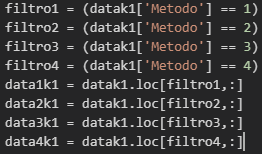 filtro1 = (datak1['Metodo'] == 1)
filtro2 = (datak1['Metodo'] == 2)
filtro3 = (datak1['Metodo'] == 3)
filtro4 = (datak1['Metodo'] == 4)
data1k1 = datak1.loc[filtro1,:]
data2k1 = datak1.loc[filtro2,:]
data3k1 = datak1.loc[filtro3,:]
data4k1 = datak1.loc[filtro4,:]